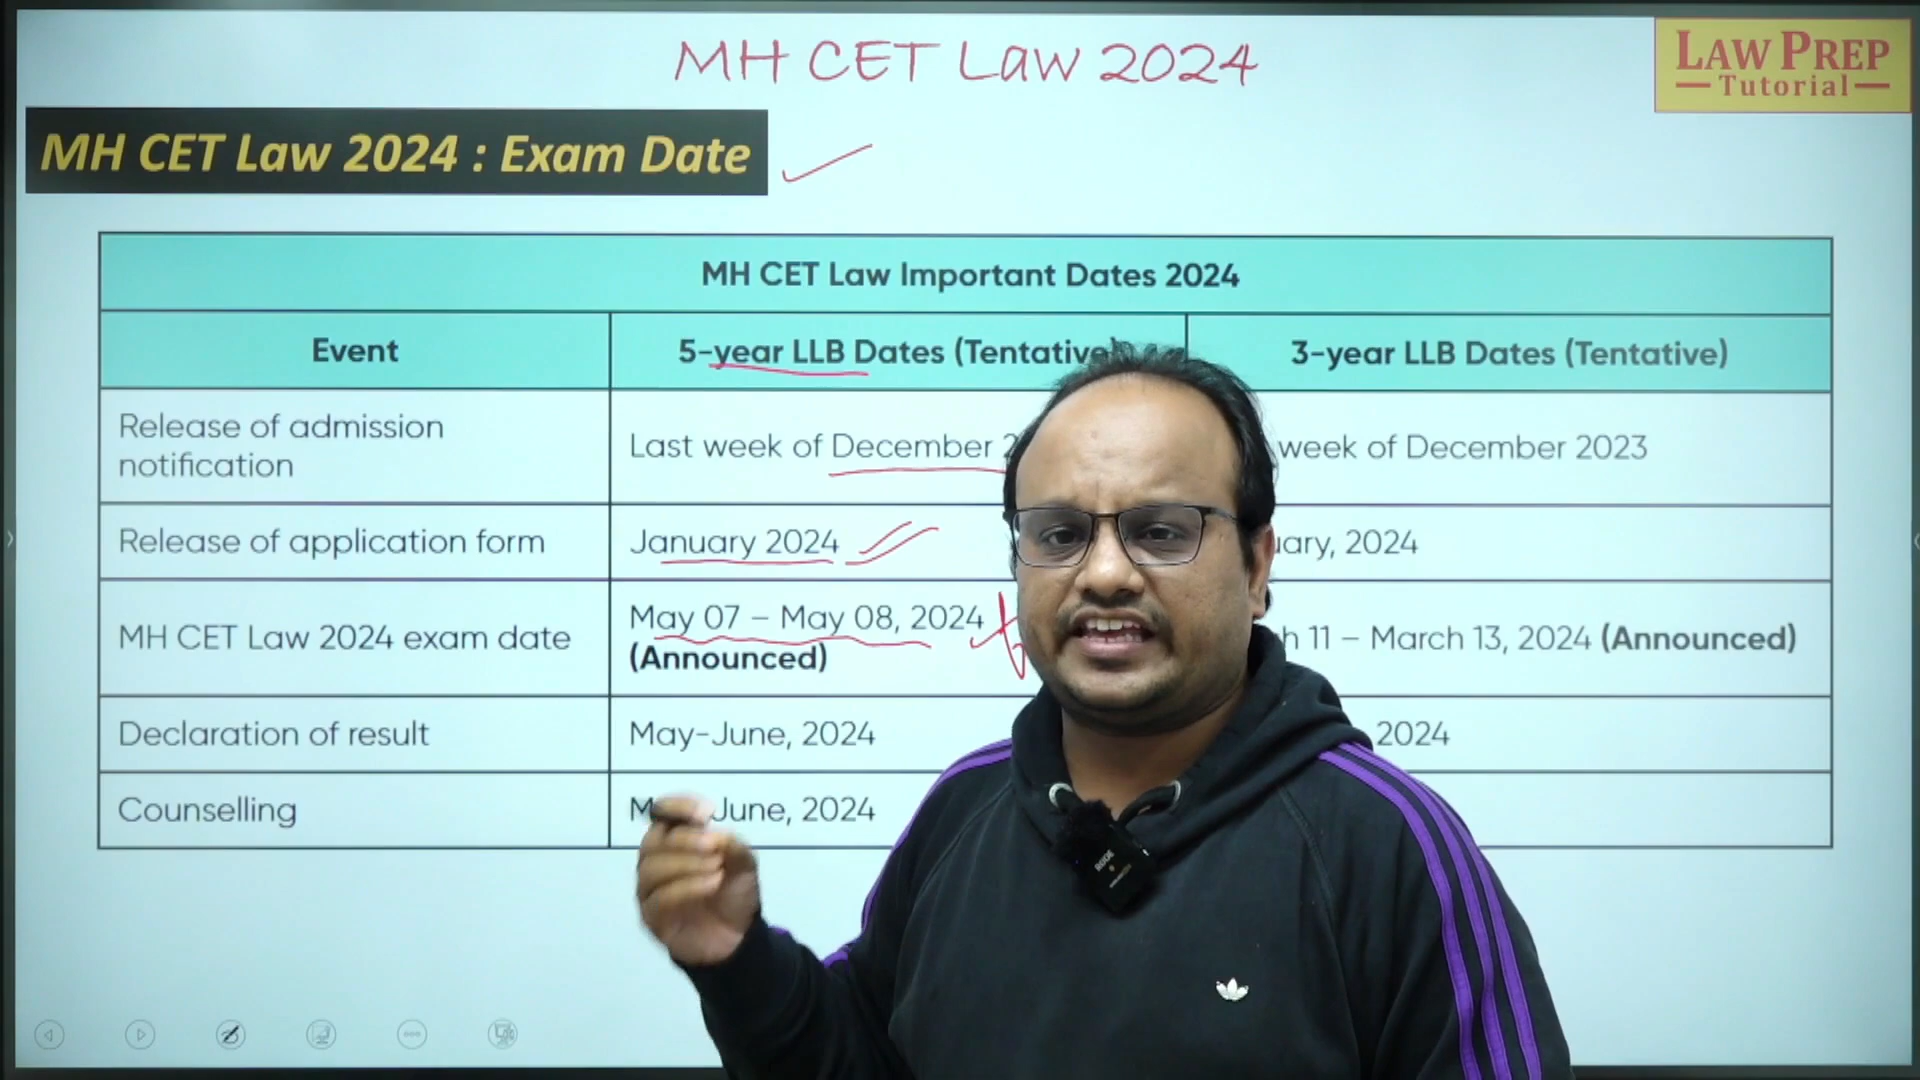 MH CET Law 2024
LAW PREP
Tutorial
MH CET Law 2024 : Exam Date
MH CET Law Important Dates 2024
Event
5-year LLB Dates (Tentative)
3-year LLB Dates (Tentative)
Release of admission
notification
Last week of December
week of December 2023
Release of application form
January 2024
2024
MH CET Law 2024 exam date
May 07 – May 08, 2024
(Announced)
11 – March 13, 2024 (Announced)
Declaration of result
May-June, 2024
2024
Counselling
June, 2024
RODE